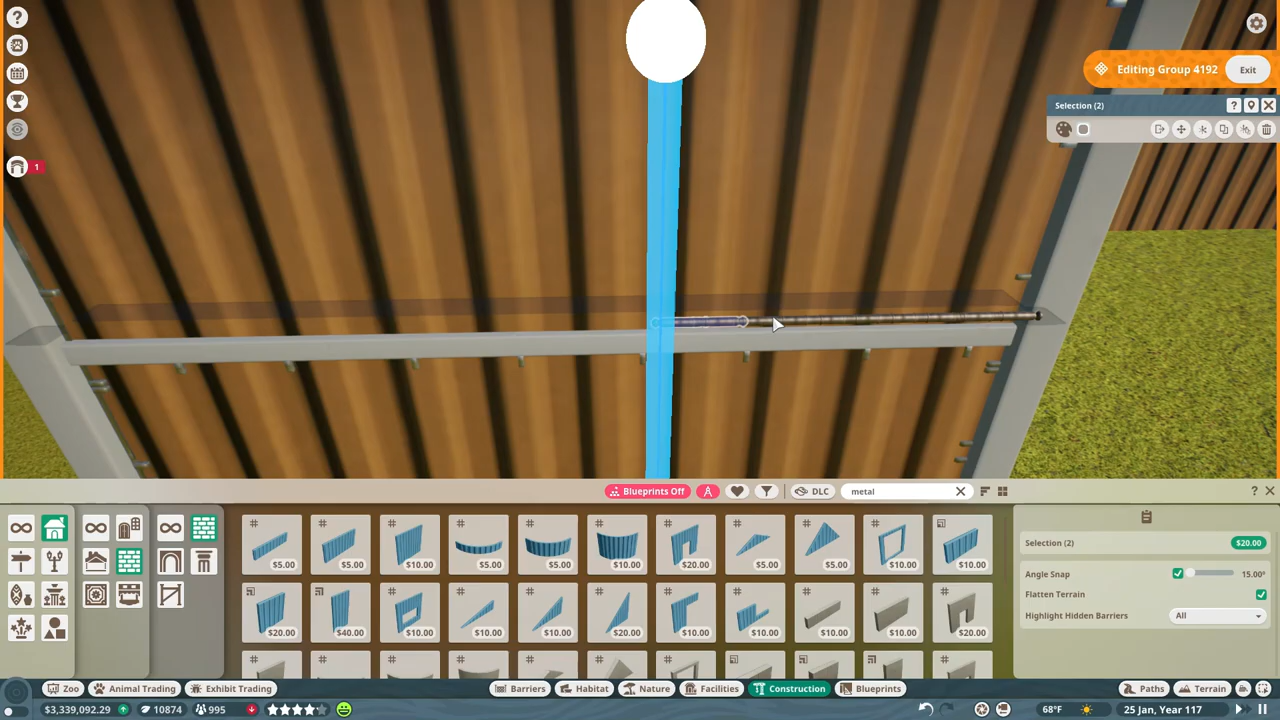 ?
Editing Group 4192 Exit
Selection (2) ?
1
Blueprints Off DLC metal ?
$5.00 $5.00 $10.00 $5.00 $5.00 $10.00 $20.00 $5.00 $5.00 $10.00 $10.00
$20.00 $40.00 $10.00 $10.00 $10.00 $20.00 $10.00 $10.00 $10.00 $10.00 $20.00
Selection (2) $20.00
Angle Snap 15.00°
Flatten Terrain
Highlight Hidden Barriers All
Zoo Animal Trading Exhibit Trading Barriers Habitat Nature Facilities Construction Blueprints Paths Terrain
$3,339,092.29 10874 995 68°F 25 Jan, Year 117